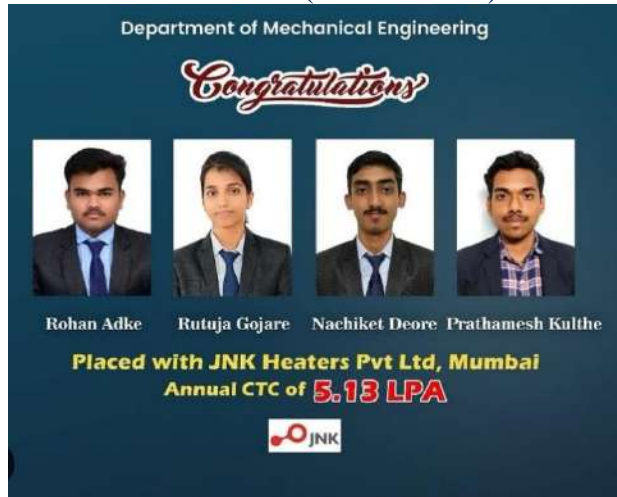 Department of Mechanical Engineering
Congratulations
Rohan Adke Rutuja Gojare Nachiket Deore Prathamesh Kulthe
Placed with JNK Heaters Pvt Ltd, Mumbai
Annual CTC of 5.13 LPA
JNK